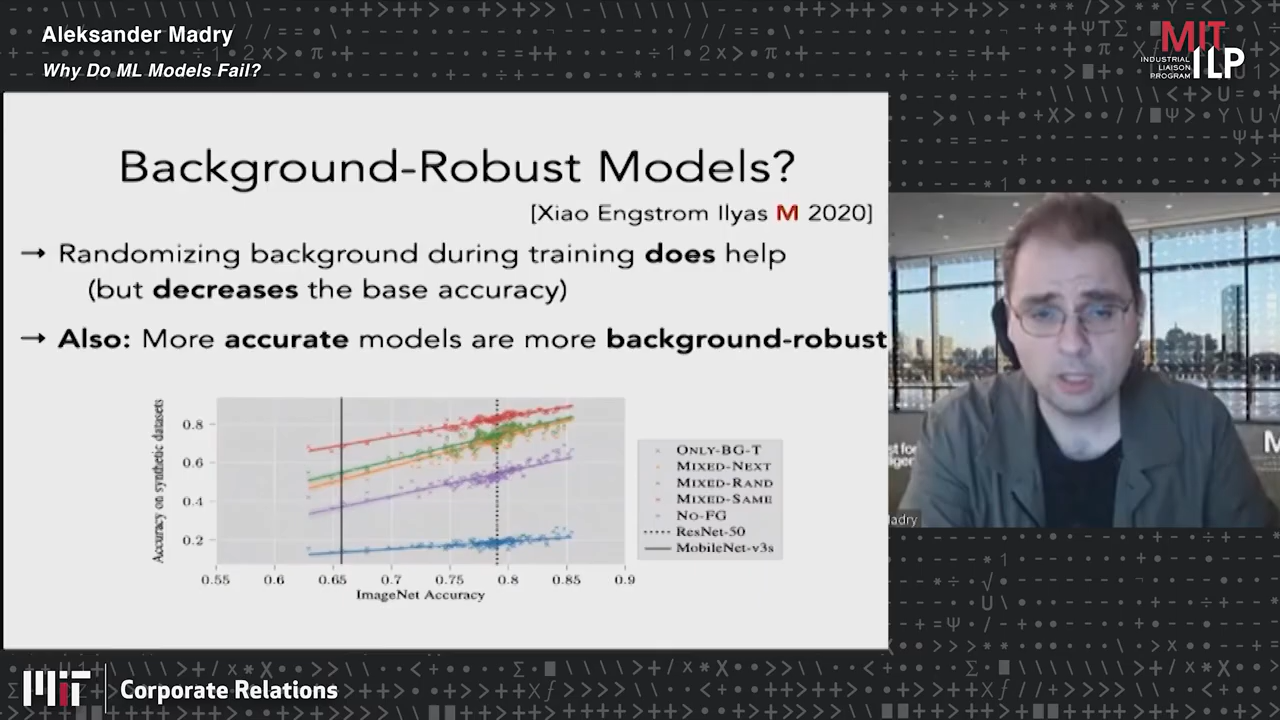 Aleksander Madry
Why Do ML Models Fail?
MIT
INDUSTRIAL
LIAISON
PROGRAM
ILP
Background-Robust Models?
[Xiao Engstrom Ilyas M 2020]
→ Randomizing background during training does help
(but decreases the base accuracy)
→ Also: More accurate models are more background-robust
Accuracy on synthetic datasets
0.8
0.6
0.4
0.2
0.55 0.6 0.65 0.7 0.75 0.8 0.85 0.9
ImageNet Accuracy
ONLY-BG-T
MIXED-NEXT
MIXED-RAND
MIXED-SAME
NO-FG
ResNet-50
MobileNet-v3s
MIT Corporate Relations